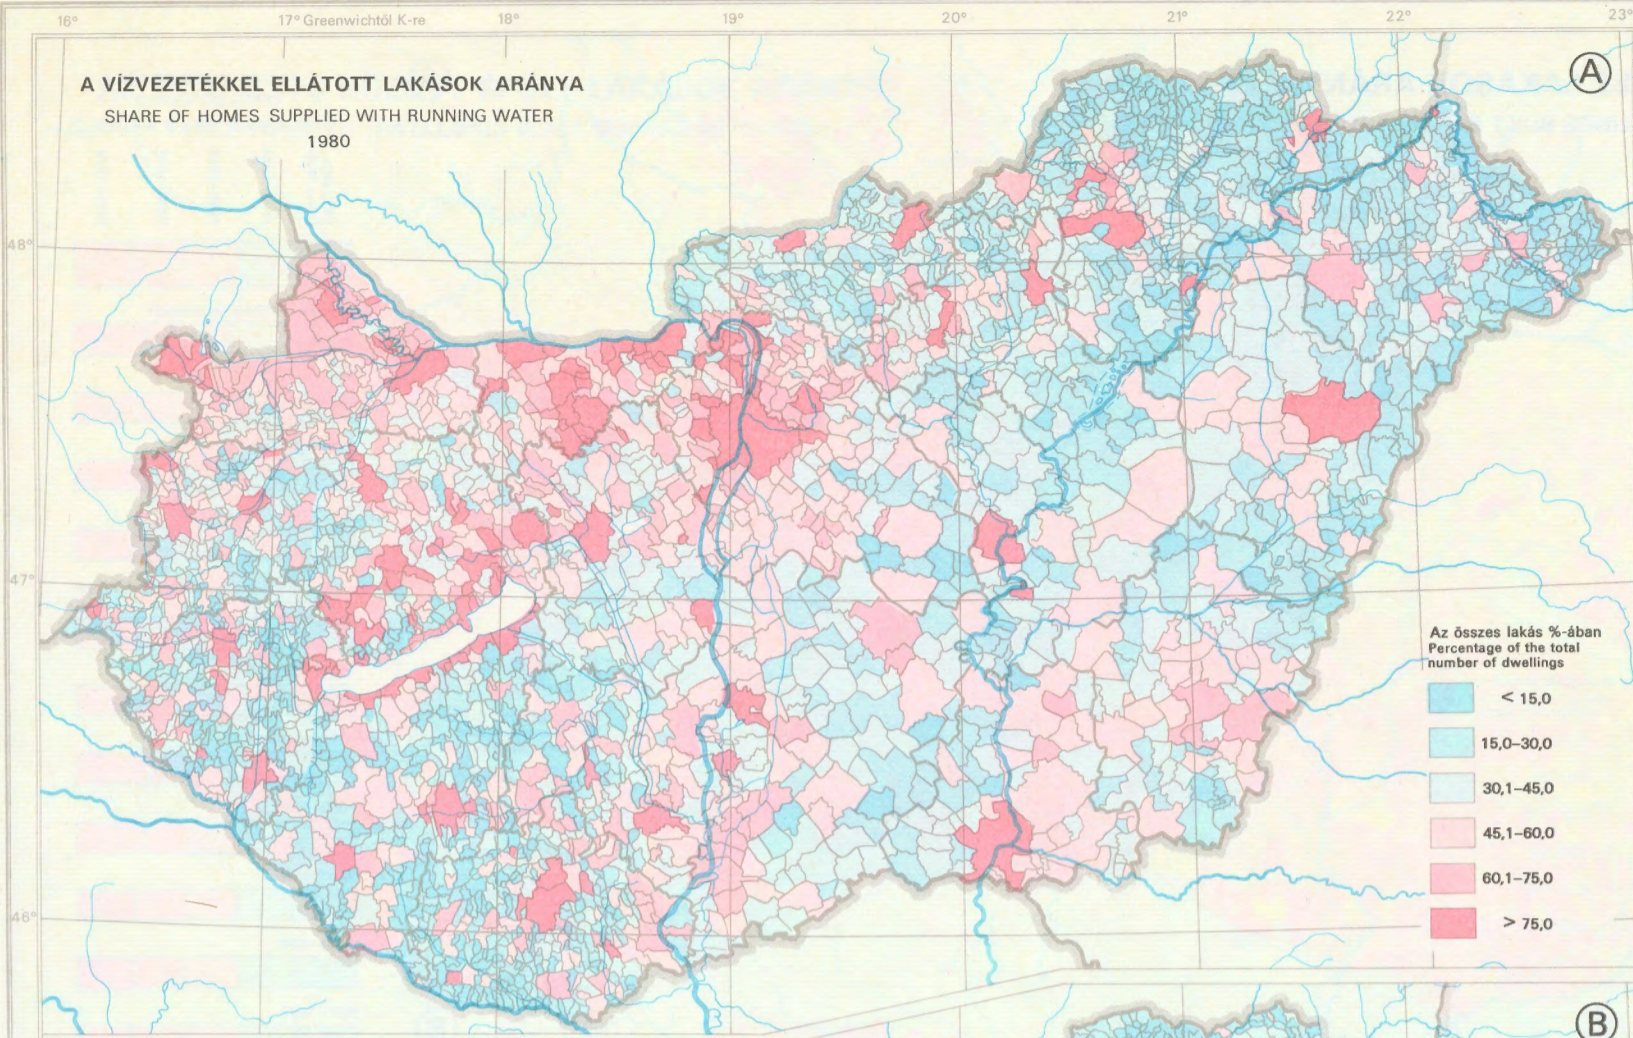 16° 17° Greenwichtől K-re 18° 19° 20° 21° 22° 23°
A VÍZVEZETÉKKEL ELLÁTOTT LAKÁSOK ARÁNYA
SHARE OF HOMES SUPPLIED WITH RUNNING WATER
1980
A
48°
47°
46°
Az összes lakás %-ában
Percentage of the total
number of dwellings
< 15,0
15,0–30,0
30,1–45,0
45,1–60,0
60,1–75,0
> 75,0
B